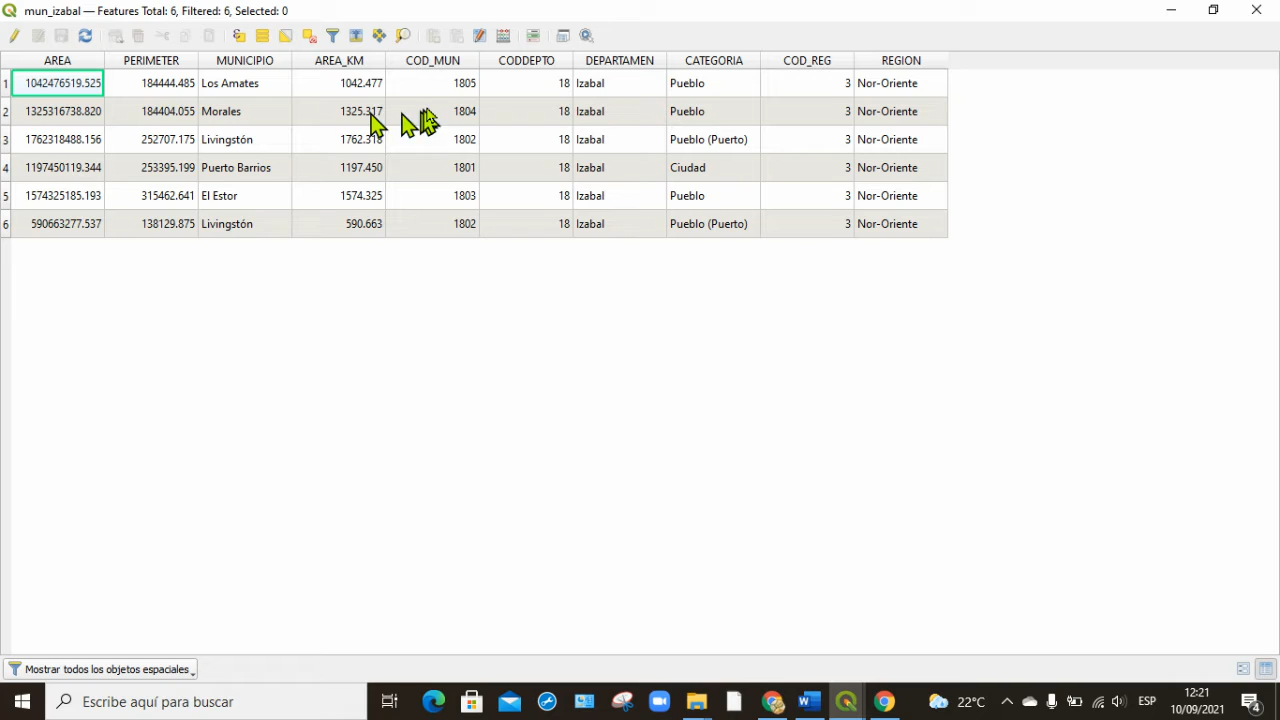 mun_izabal — Features Total: 6, Filtered: 6, Selected: 0
AREA PERIMETER MUNICIPIO AREA_KM COD_MUN CODDEPTO DEPARTAMEN CATEGORIA COD_REG REGION
1 1042476519.525 184444.485 Los Amates 1042.477 1805 18 Izabal Pueblo 3 Nor-Oriente
2 1325316738.820 184404.055 Morales 1325.317 1804 18 Izabal Pueblo 3 Nor-Oriente
3 1762318488.156 252707.175 Livingstón 1762.318 1802 18 Izabal Pueblo (Puerto) 3 Nor-Oriente
4 1197450119.344 253395.199 Puerto Barrios 1197.450 1801 18 Izabal Ciudad 3 Nor-Oriente
5 1574325185.193 315462.641 El Estor 1574.325 1803 18 Izabal Pueblo 3 Nor-Oriente
6 590663277.537 138129.875 Livingstón 590.663 1802 18 Izabal Pueblo (Puerto) 3 Nor-Oriente
Mostrar todos los objetos espaciales
Escribe aquí para buscar
22°C
ESP
12:21
10/09/2021
4